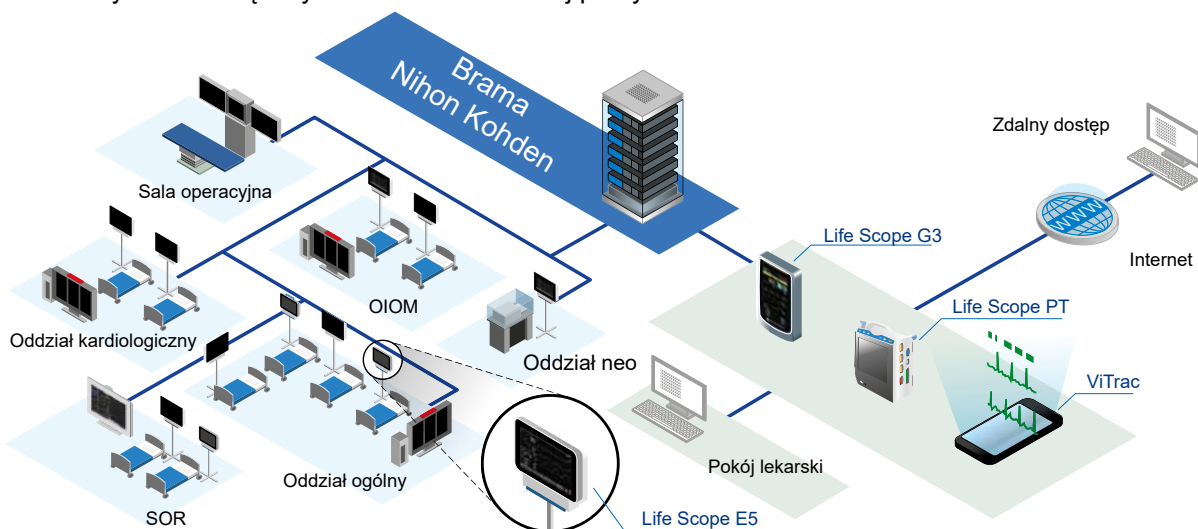 Brama
Nihon Kohden
Zdalny dostęp
Sala operacyjna
WWW
Life Scope G3
Internet
OIOM
Life Scope PT
Oddział kardiologiczny
Oddział neo
ViTrac
Pokój lekarski
Oddział ogólny
SOR
Life Scope E5